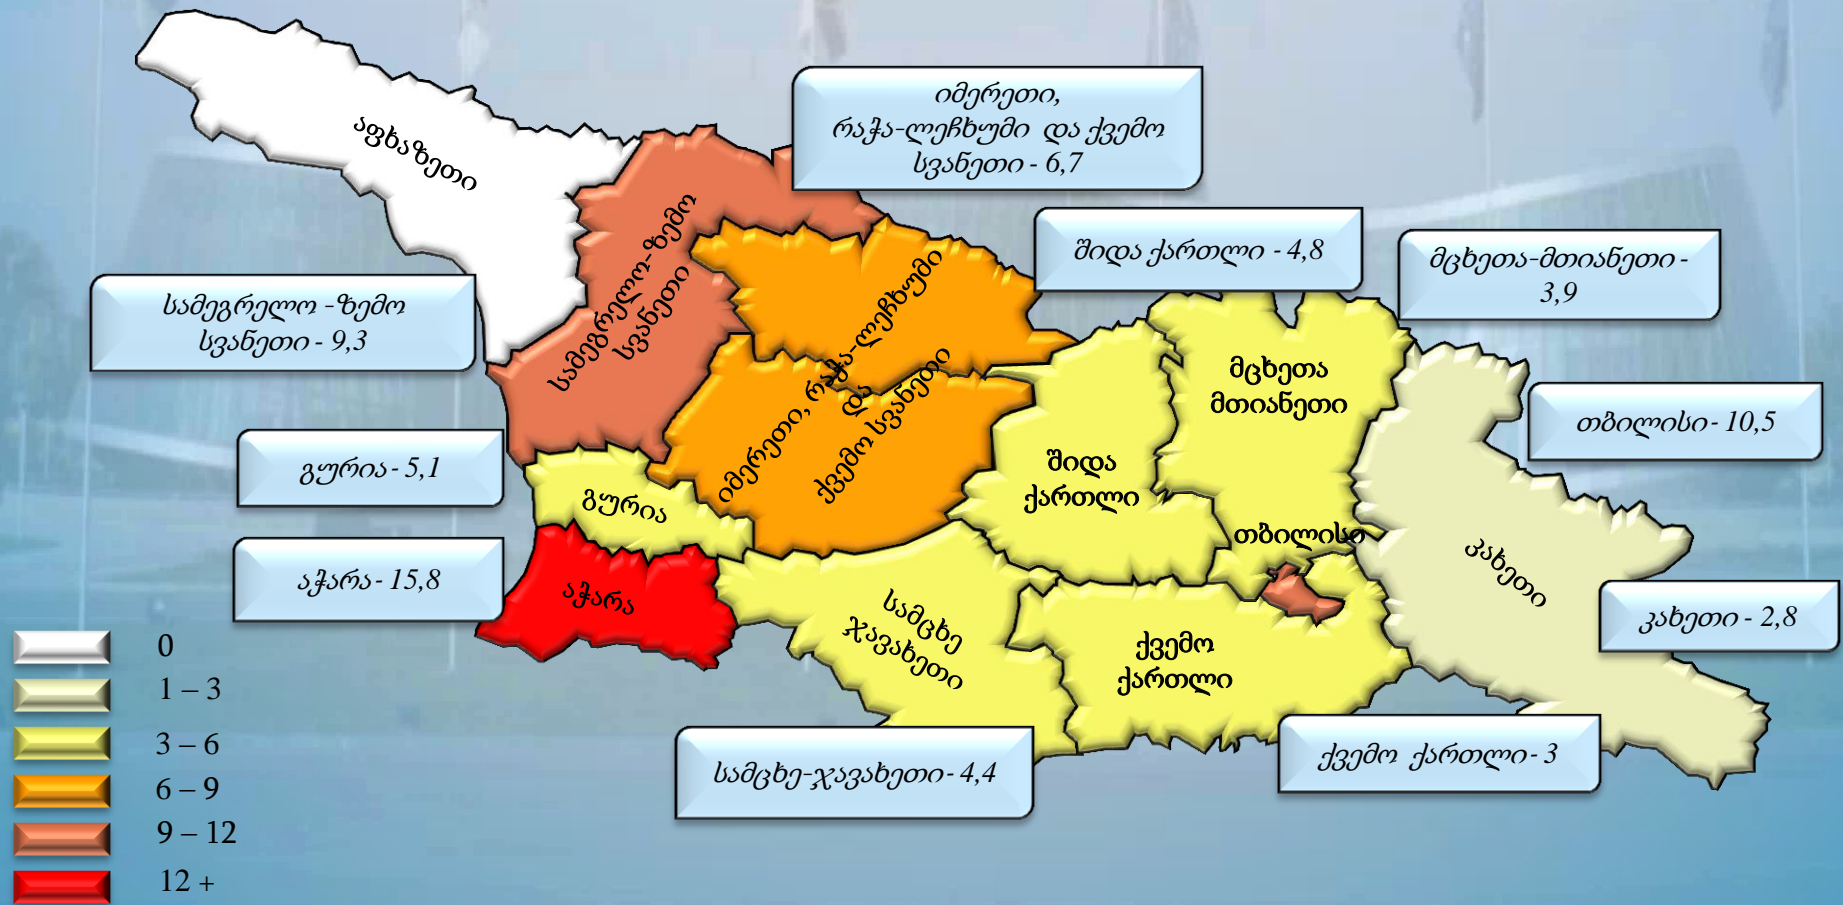 აფხაზეთი
იმერეთი,
რაჭა-ლეჩხუმი და ქვემო
სვანეთი - 6,7
შიდა ქართლი - 4,8
მცხეთა-მთიანეთი -
3,9
სამეგრელო -ზემო
სვანეთი - 9,3
სამეგრელო-ზემო
სვანეთი
იმერეთი, რაჭა-ლეჩხუმი
და
ქვემო სვანეთი
მცხეთა
მთიანეთი
თბილისი - 10,5
გურია - 5,1
გურია
შიდა
ქართლი
თბილისი
კახეთი
აჭარა - 15,8
აჭარა
სამცხე
ჯავახეთი
ქვემო
ქართლი
კახეთი - 2,8
სამცხე-ჯავახეთი - 4,4
ქვემო ქართლი - 3
0
1 – 3
3 – 6
6 – 9
9 – 12
12 +